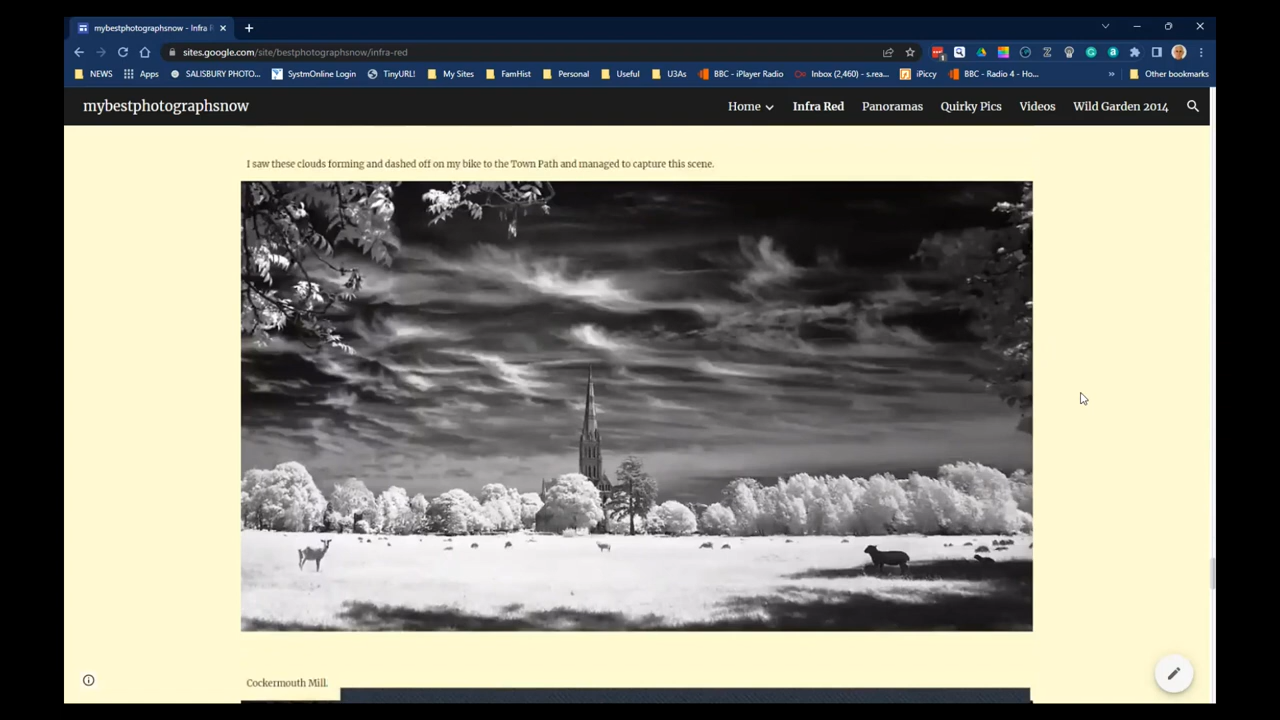 mybestphotographsnow - Infra R
sites.google.com/site/bestphotographsnow/infra-red
NEWS Apps SALISBURY PHOTO... SystmOnline Login TinyURL! My Sites FamHist Personal Useful U3As BBC - iPlayer Radio Inbox (2,460) - s.rea... iPiccy BBC - Radio 4 - Ho... » Other bookmarks
mybestphotographsnow Home Infra Red Panoramas Quirky Pics Videos Wild Garden 2014
I saw these clouds forming and dashed off on my bike to the Town Path and managed to capture this scene.
Cockermouth Mill.